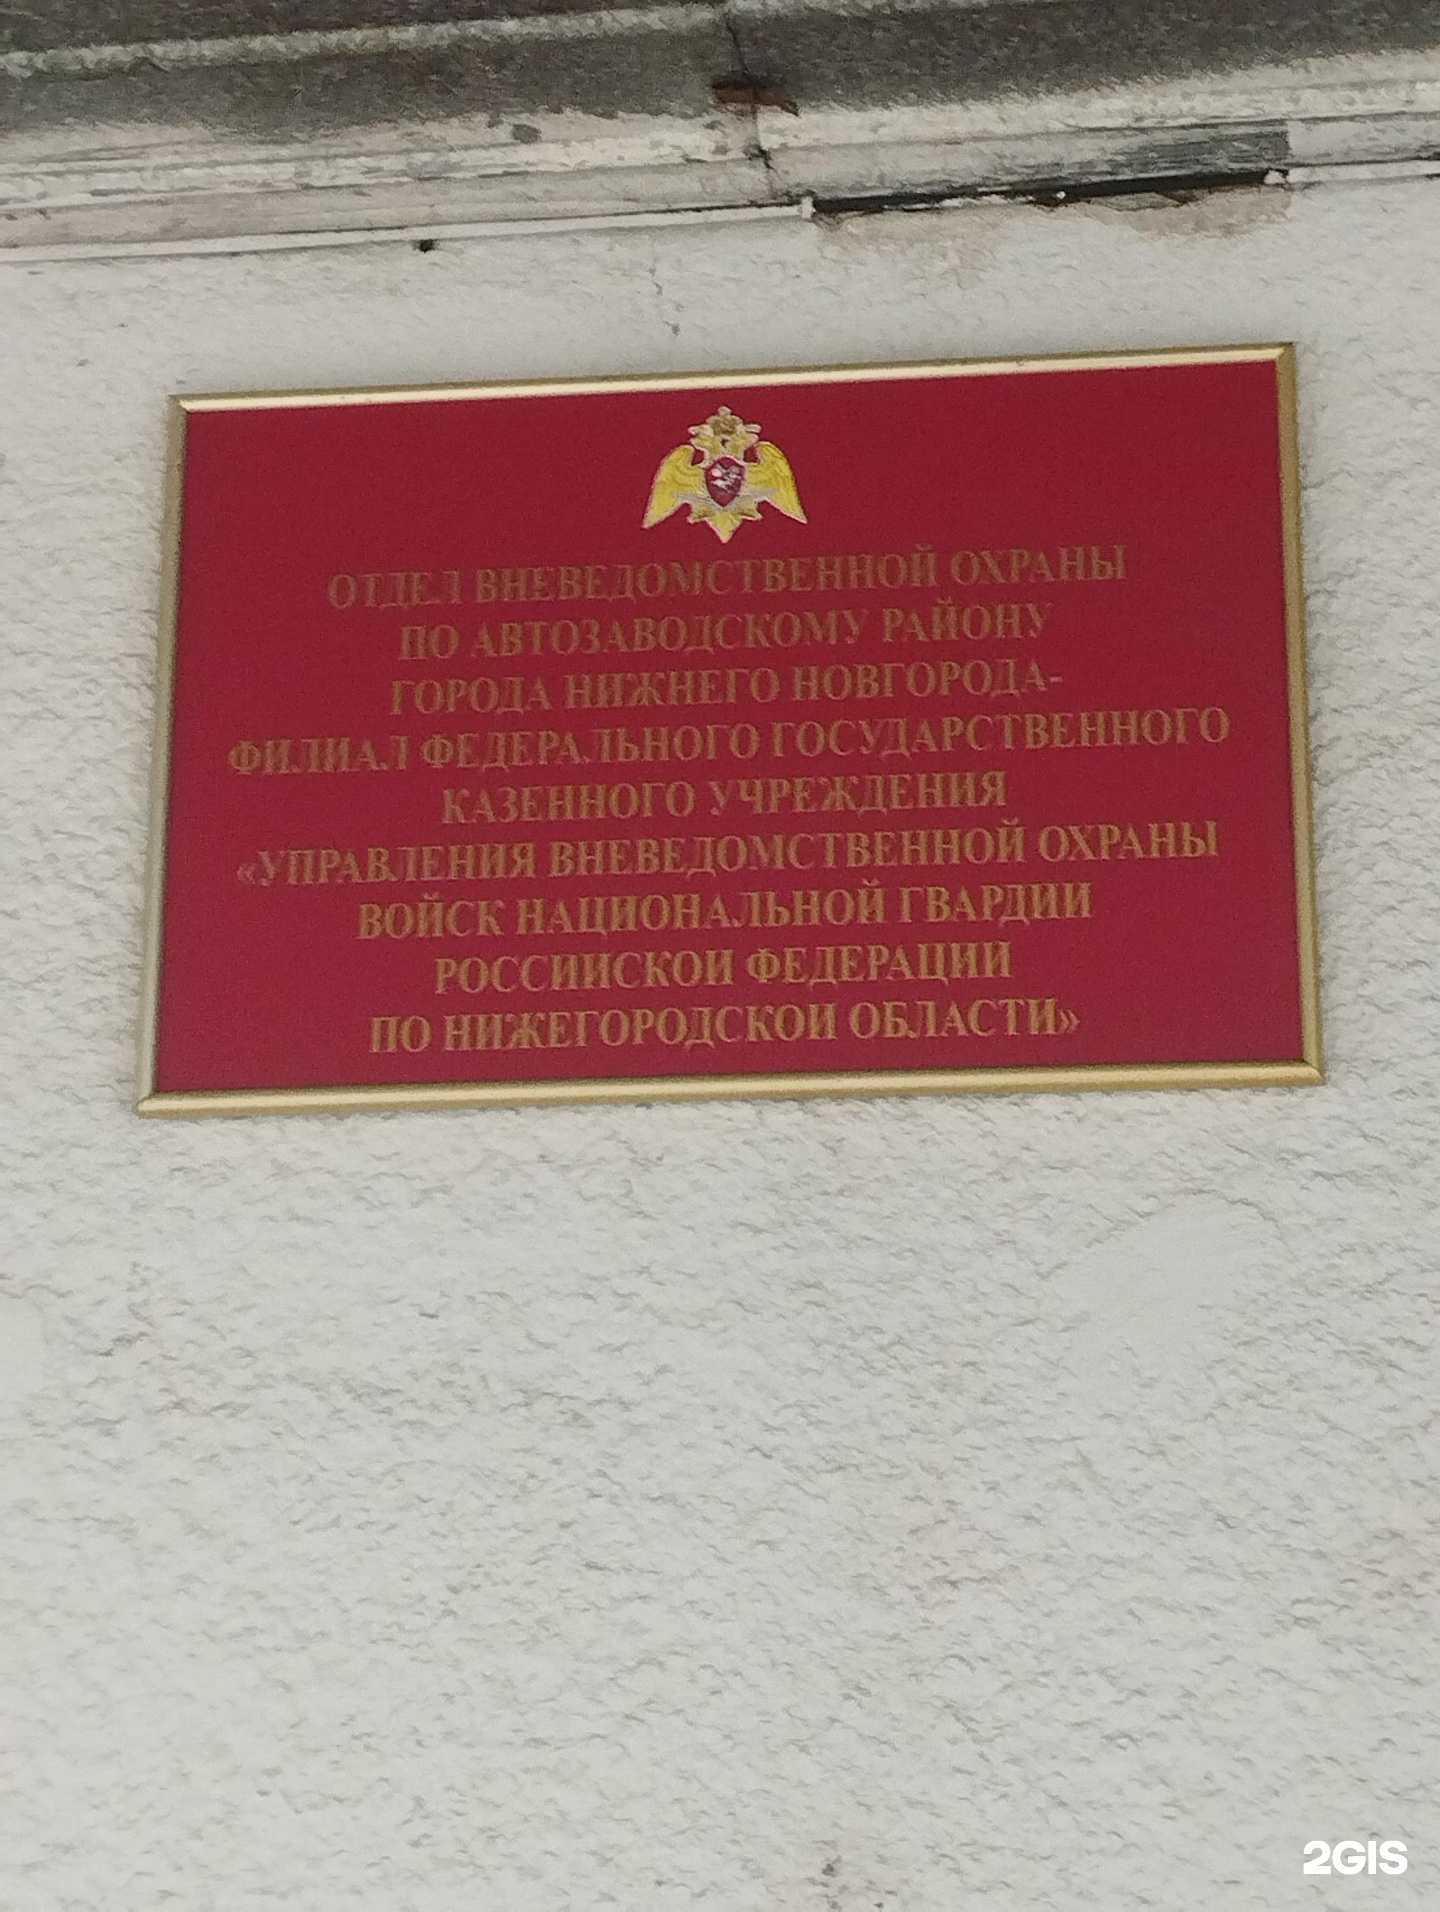 ОТДЕЛ ВНЕВЕДОМСТВЕННОЙ ОХРАНЫ
ПО АВТОЗАВОДСКОМУ РАЙОНУ
ГОРОДА НИЖНЕГО НОВГОРОДА-
ФИЛИАЛ ФЕДЕРАЛЬНОГО ГОСУДАРСТВЕННОГО
КАЗЕННОГО УЧРЕЖДЕНИЯ
«УПРАВЛЕНИЯ ВНЕВЕДОМСТВЕННОЙ ОХРАНЫ
ВОЙСК НАЦИОНАЛЬНОЙ ГВАРДИИ
РОССИЙСКОЙ ФЕДЕРАЦИИ
ПО НИЖЕГОРОДСКОЙ ОБЛАСТИ»
2GIS